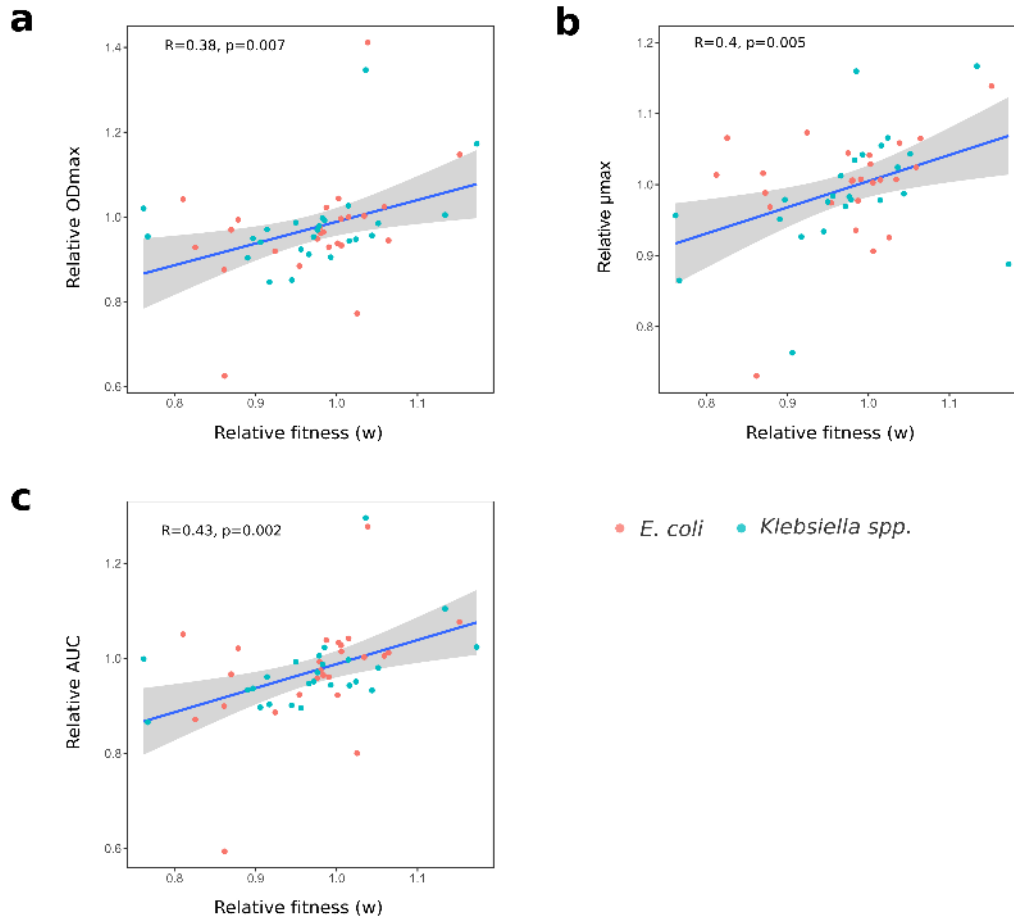 a
R=0.38, p=0.007
Relative ODmax
1.4
1.2
1.0
0.8
0.6
0.8 0.9 1.0 1.1
Relative fitness (w)
b
R=0.4, p=0.005
Relative μmax
1.2
1.1
1.0
0.9
0.8
0.8 0.9 1.0 1.1
Relative fitness (w)
c
R=0.43, p=0.002
Relative AUC
1.2
1.0
0.8
0.6
0.8 0.9 1.0 1.1
Relative fitness (w)
E. coli Klebsiella spp.